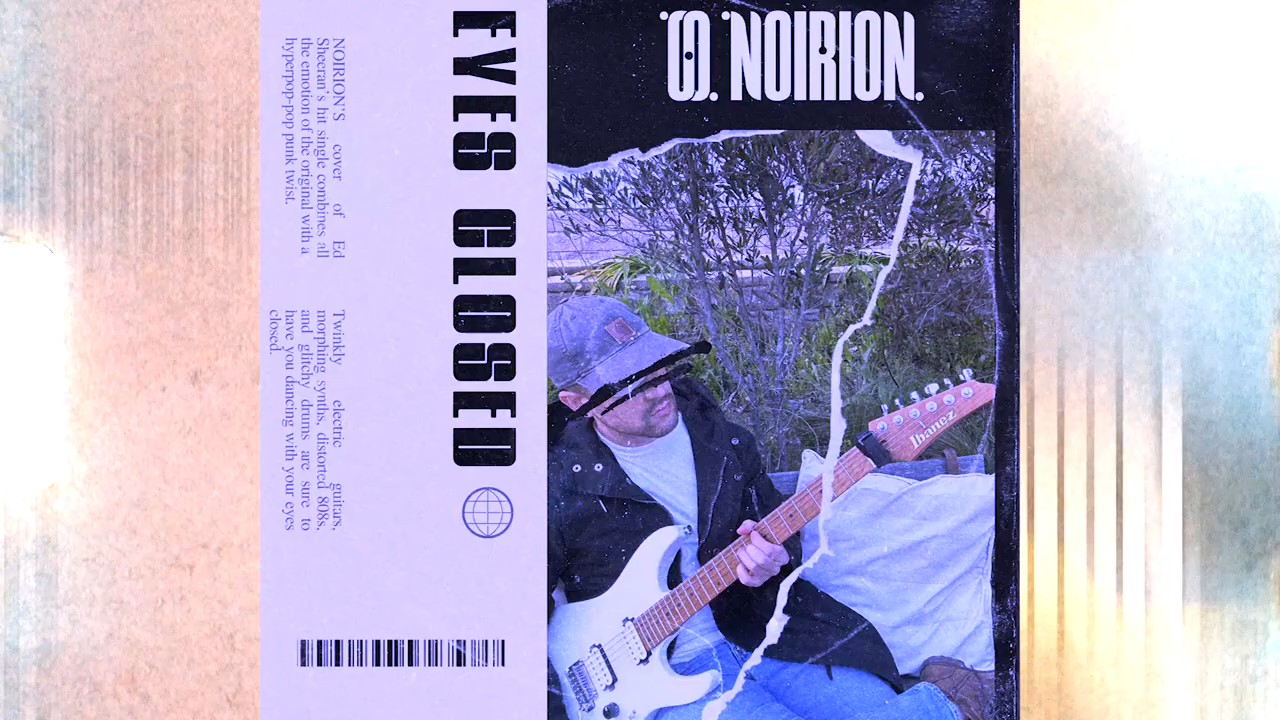 O. NOIRION.
EYES CLOSED
NOIRION'S cover of Ed
Sheeran's hit single combines all
the emotion of the original with a
hyperpop-pop punk twist.
Twinkly electric guitars,
morphing synths, distorted 808s,
and glitchy drums are sure to
have you dancing with your eyes
closed.
Ibanez